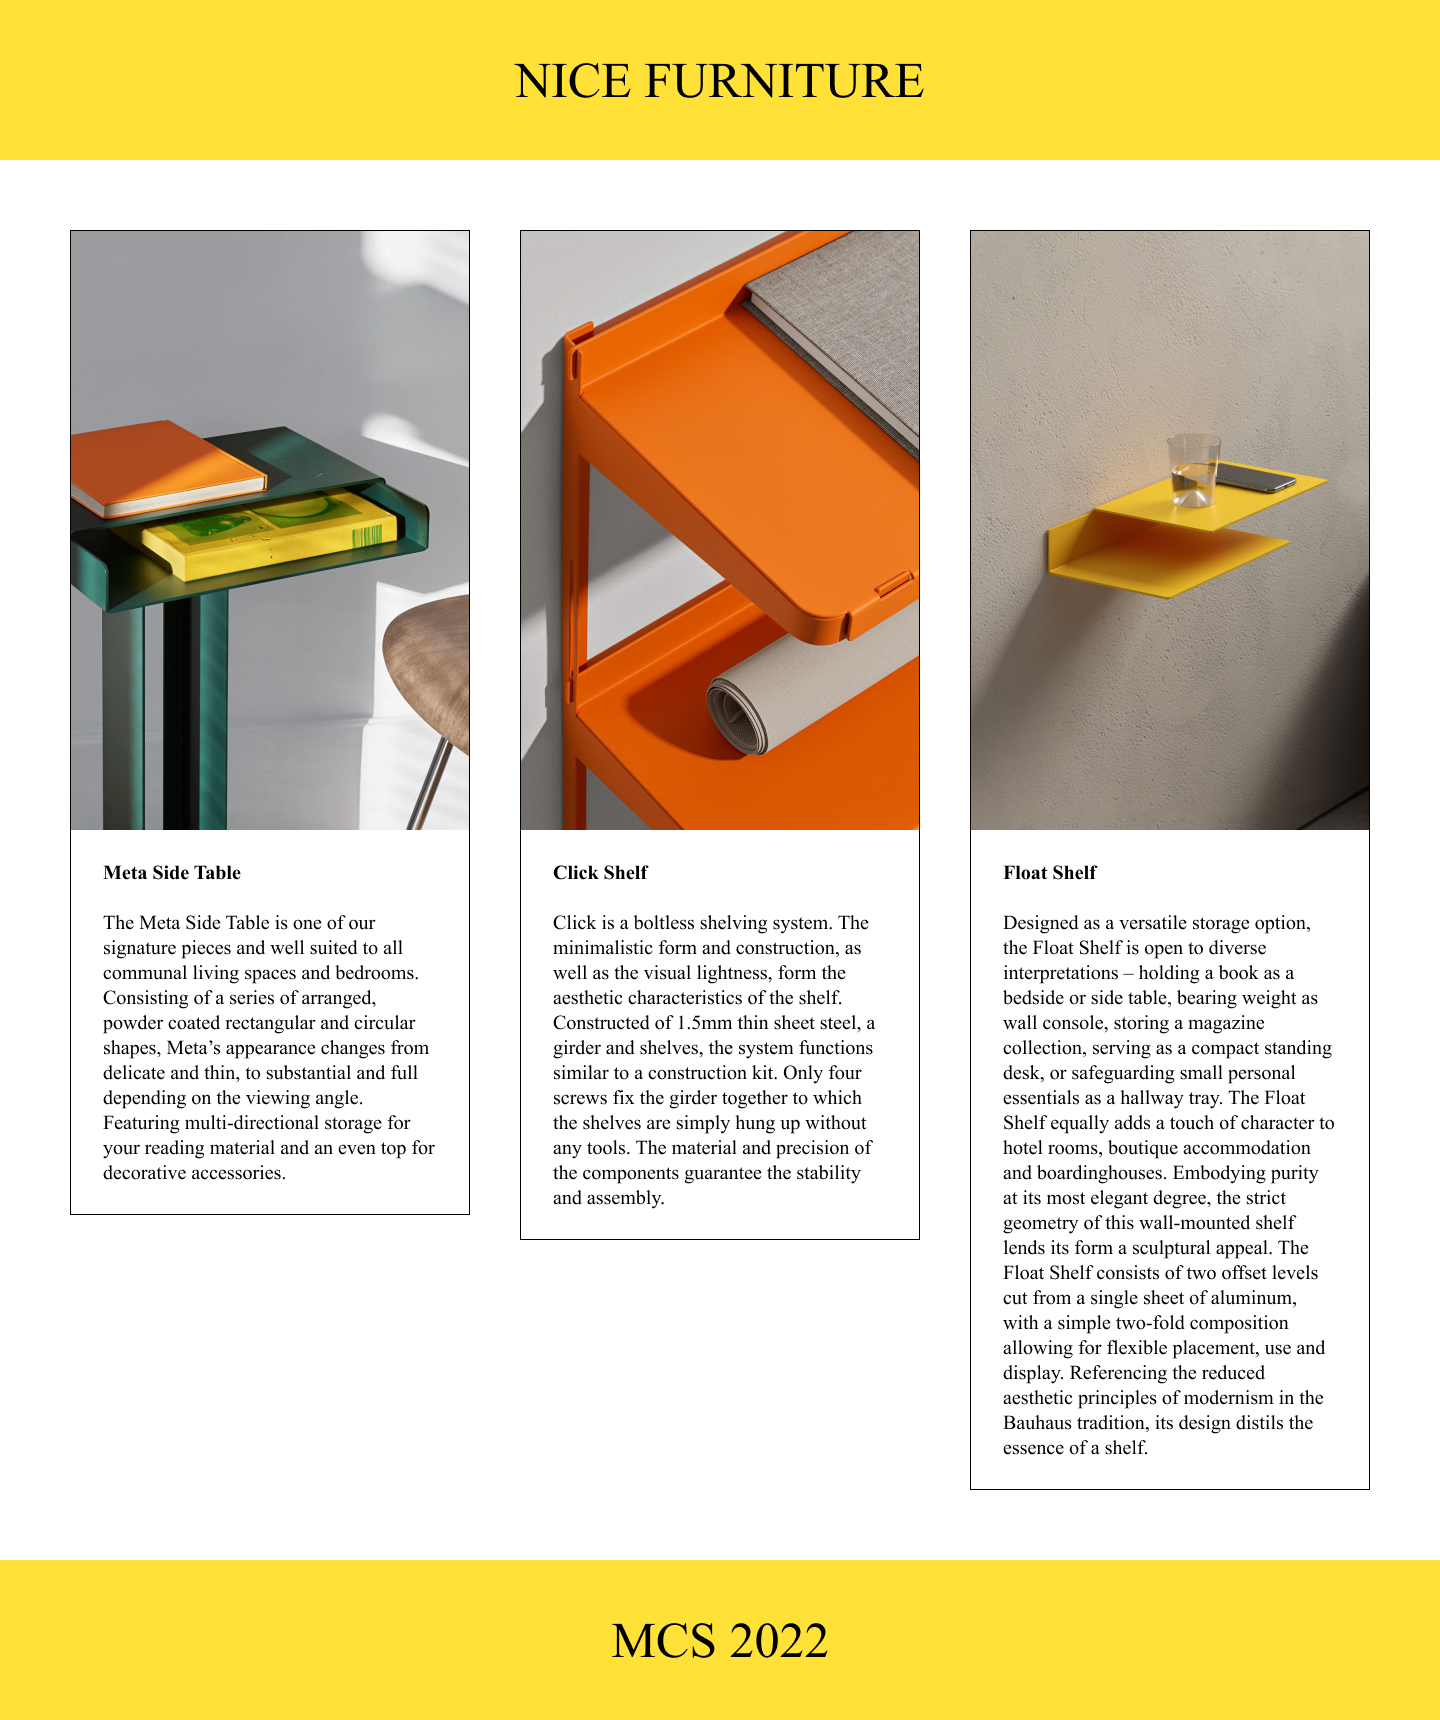 NICE FURNITURE
Meta Side Table
The Meta Side Table is one of our
signature pieces and well suited to all
communal living spaces and bedrooms.
Consisting of a series of arranged,
powder coated rectangular and circular
shapes, Meta’s appearance changes from
delicate and thin, to substantial and full
depending on the viewing angle.
Featuring multi-directional storage for
your reading material and an even top for
decorative accessories.
Click Shelf
Click is a boltless shelving system. The
minimalistic form and construction, as
well as the visual lightness, form the
aesthetic characteristics of the shelf.
Constructed of 1.5mm thin sheet steel, a
girder and shelves, the system functions
similar to a construction kit. Only four
screws fix the girder together to which
the shelves are simply hung up without
any tools. The material and precision of
the components guarantee the stability
and assembly.
Float Shelf
Designed as a versatile storage option,
the Float Shelf is open to diverse
interpretations – holding a book as a
bedside or side table, bearing weight as
wall console, storing a magazine
collection, serving as a compact standing
desk, or safeguarding small personal
essentials as a hallway tray. The Float
Shelf equally adds a touch of character to
hotel rooms, boutique accommodation
and boardinghouses. Embodying purity
at its most elegant degree, the strict
geometry of this wall-mounted shelf
lends its form a sculptural appeal. The
Float Shelf consists of two offset levels
cut from a single sheet of aluminum,
with a simple two-fold composition
allowing for flexible placement, use and
display. Referencing the reduced
aesthetic principles of modernism in the
Bauhaus tradition, its design distils the
essence of a shelf.
MCS 2022